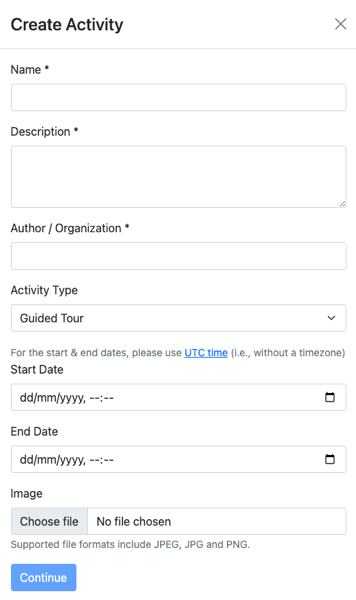 Create Activity
Name *
Description *
Author / Organization *
Activity Type
Guided Tour
For the start & end dates, please use UTC time (i.e., without a timezone)
Start Date
dd/mm/yyyy, --:--
End Date
dd/mm/yyyy, --:--
Image
Choose file No file chosen
Supported file formats include JPEG, JPG and PNG.
Continue